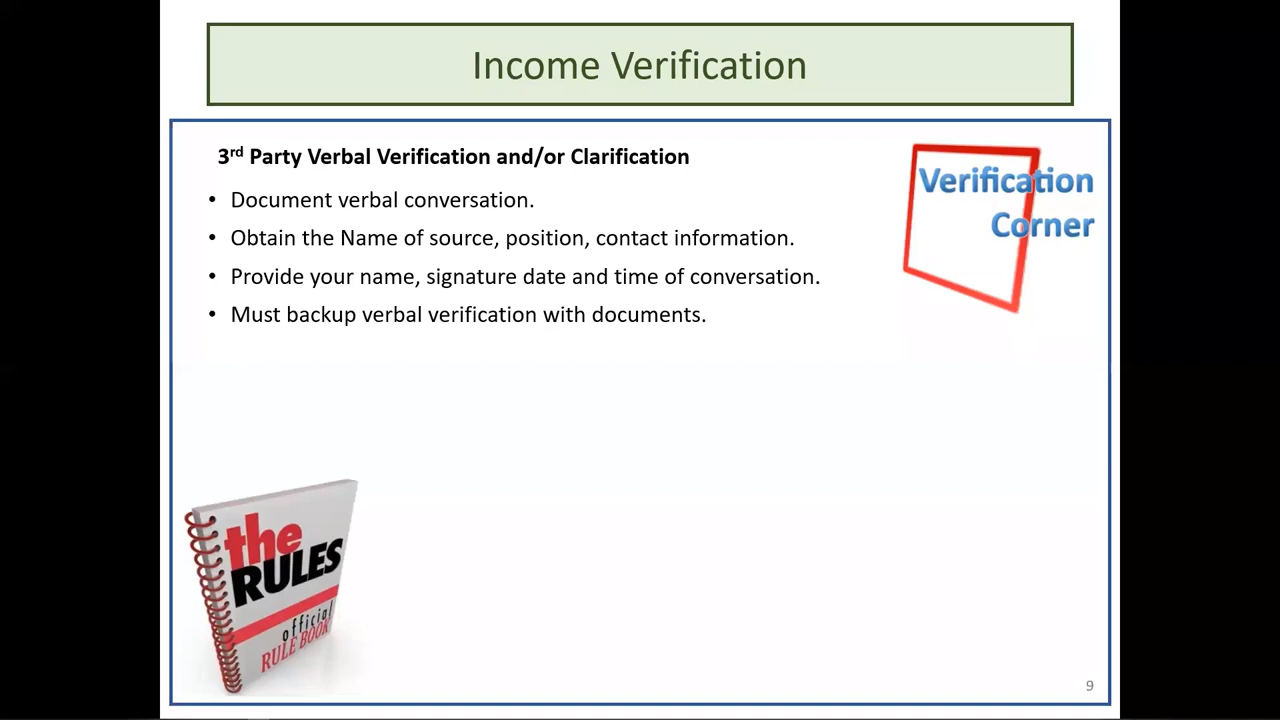 Income Verification
3rd Party Verbal Verification and/or Clarification
Verification
Corner
• Document verbal conversation.
• Obtain the Name of source, position, contact information.
• Provide your name, signature date and time of conversation.
• Must backup verbal verification with documents.
the
RULES
official
RULE BOOK
9